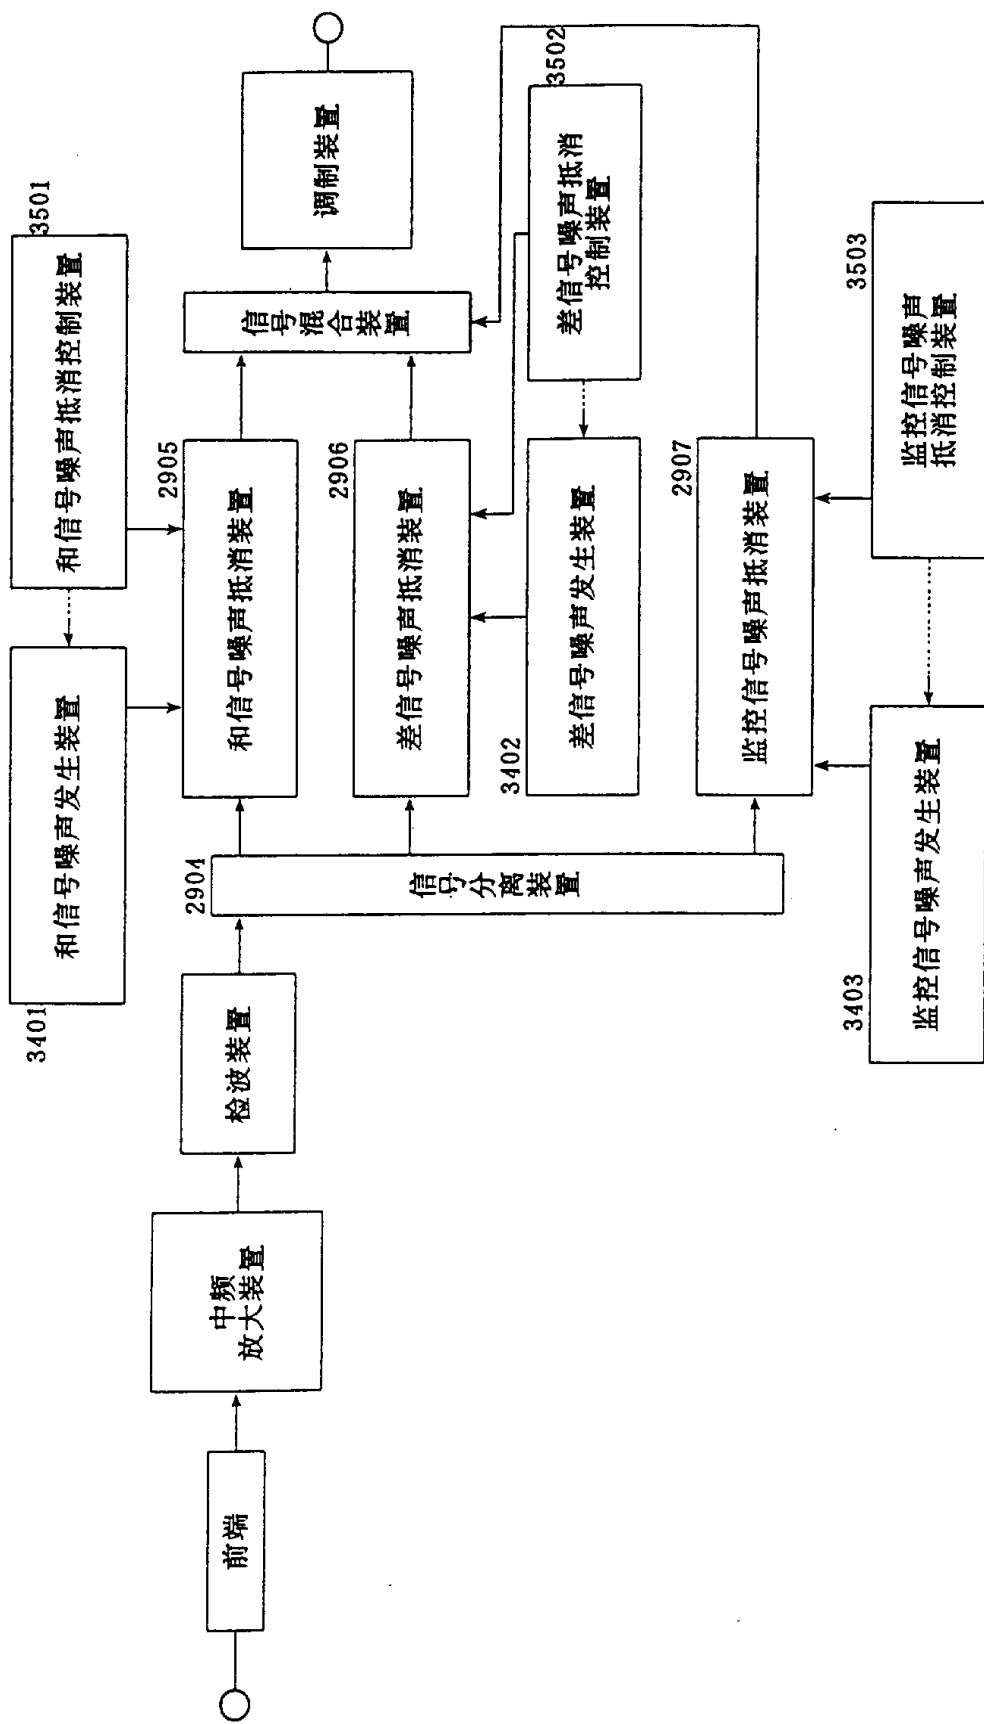 3401
和信号噪声发生装置
3501
和信号噪声抵消控制装置
前端
中频
放大装置
检波装置
2904
信号分离装置
2905
和信号噪声抵消装置
2906
差信号噪声抵消装置
信号混合装置
调制装置
3402
差信号噪声发生装置
3502
差信号噪声抵消
控制装置
2907
监控信号噪声抵消装置
3403
监控信号噪声发生装置
3503
监控信号噪声
抵消控制装置